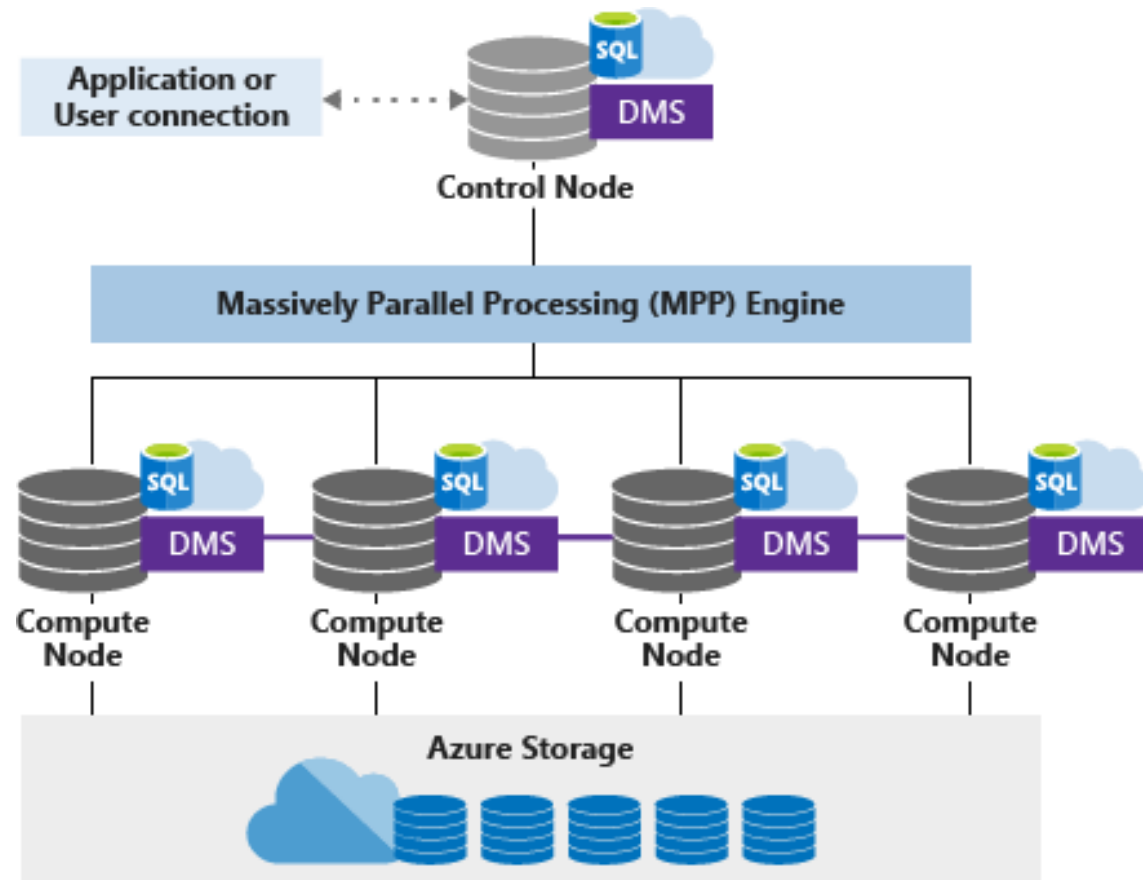 SQL
Application or
User connection
DMS
Control Node
Massively Parallel Processing (MPP) Engine
SQL
SQL
SQL
SQL
DMS
DMS
DMS
DMS
Compute
Node
Compute
Node
Compute
Node
Compute
Node
Azure Storage